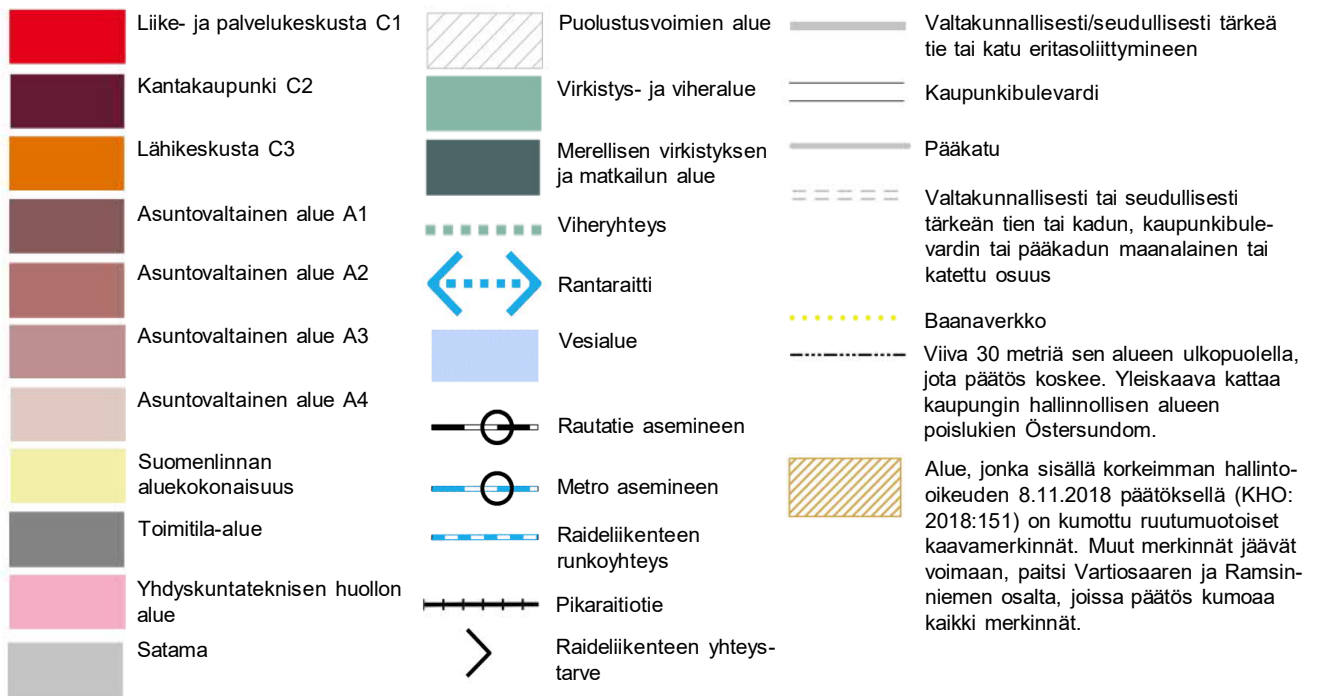 Liike- ja palvelukeskusta C1
Kantakaupunki C2
Lähikeskusta C3
Asuntovaltainen alue A1
Asuntovaltainen alue A2
Asuntovaltainen alue A3
Asuntovaltainen alue A4
Suomenlinnan
aluekokonaisuus
Toimitila-alue
Yhdyskuntateknisen huollon
alue
Satama
Puolustusvoimien alue
Virkistys- ja viheralue
Merellisen virkistyksen
ja matkailun alue
Viheryhteys
Rantaraitti
Vesialue
Rautatie asemineen
Metro asemineen
Raideliikenteen
runkoyhteys
Pikaraitiotie
Raideliikenteen yhteys-
tarve
Valtakunnallisesti/seudullisesti tärkeä
tie tai katu eritasoliittymineen
Kaupunkibulevardi
Pääkatu
Valtakunnallisesti tai seudullisesti
tärkeän tien tai kadun, kaupunkibule-
vardin tai pääkadun maanalainen tai
katettu osuus
Baanaverkko
Viiva 30 metriä sen alueen ulkopuolella,
jota päätös koskee. Yleiskaava kattaa
kaupungin hallinnollisen alueen
poislukien Östersundom.
Alue, jonka sisällä korkeimman hallinto-
oikeuden 8.11.2018 päätöksellä (KHO:
2018:151) on kumottu ruutumuotoiset
kaavamerkinnät. Muut merkinnät jäävät
voimaan, paitsi Vartiosaaren ja Ramsin-
niemen osalta, joissa päätös kumoaa
kaikki merkinnät.